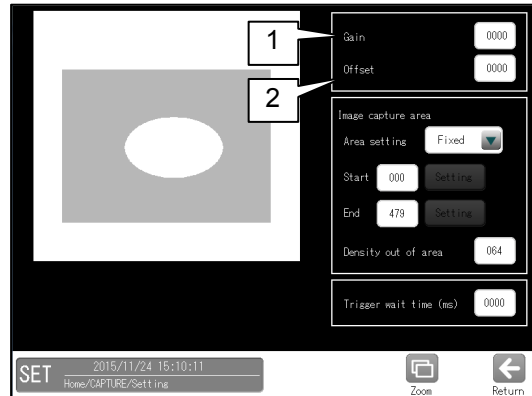 1
Gain 0000
2
Offset 0000
Image capture area
Area setting Fixed
Start 000 Setting
End 479 Setting
Density out of area 064
Trigger wait time (ms) 0000
SET 2015/11/24 15:10:11
Home/CAPTURE/Setting
Zoom Return